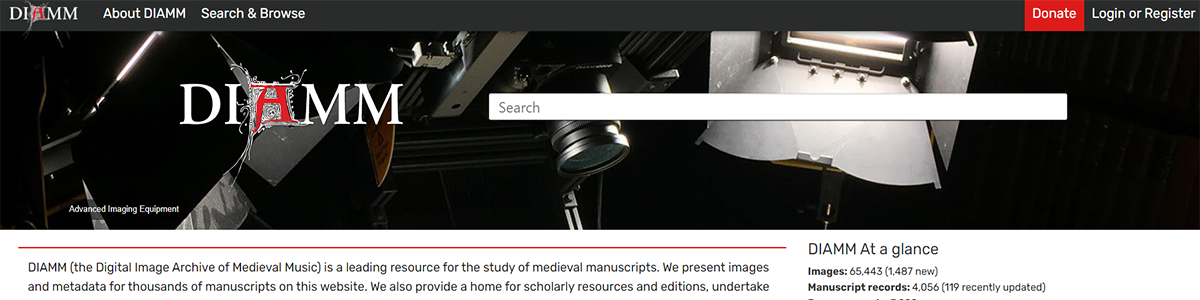 DIAMM About DIAMM Search & Browse Donate Login or Register
DIAMM
Search
Advanced Imaging Equipment
DIAMM (the Digital Image Archive of Medieval Music) is a leading resource for the study of medieval manuscripts. We present images
and metadata for thousands of manuscripts on this website. We also provide a home for scholarly resources and editions, undertake
DIAMM At a glance
Images: 65,443 (1,487 new)
Manuscript records: 4,056 (119 recently updated)